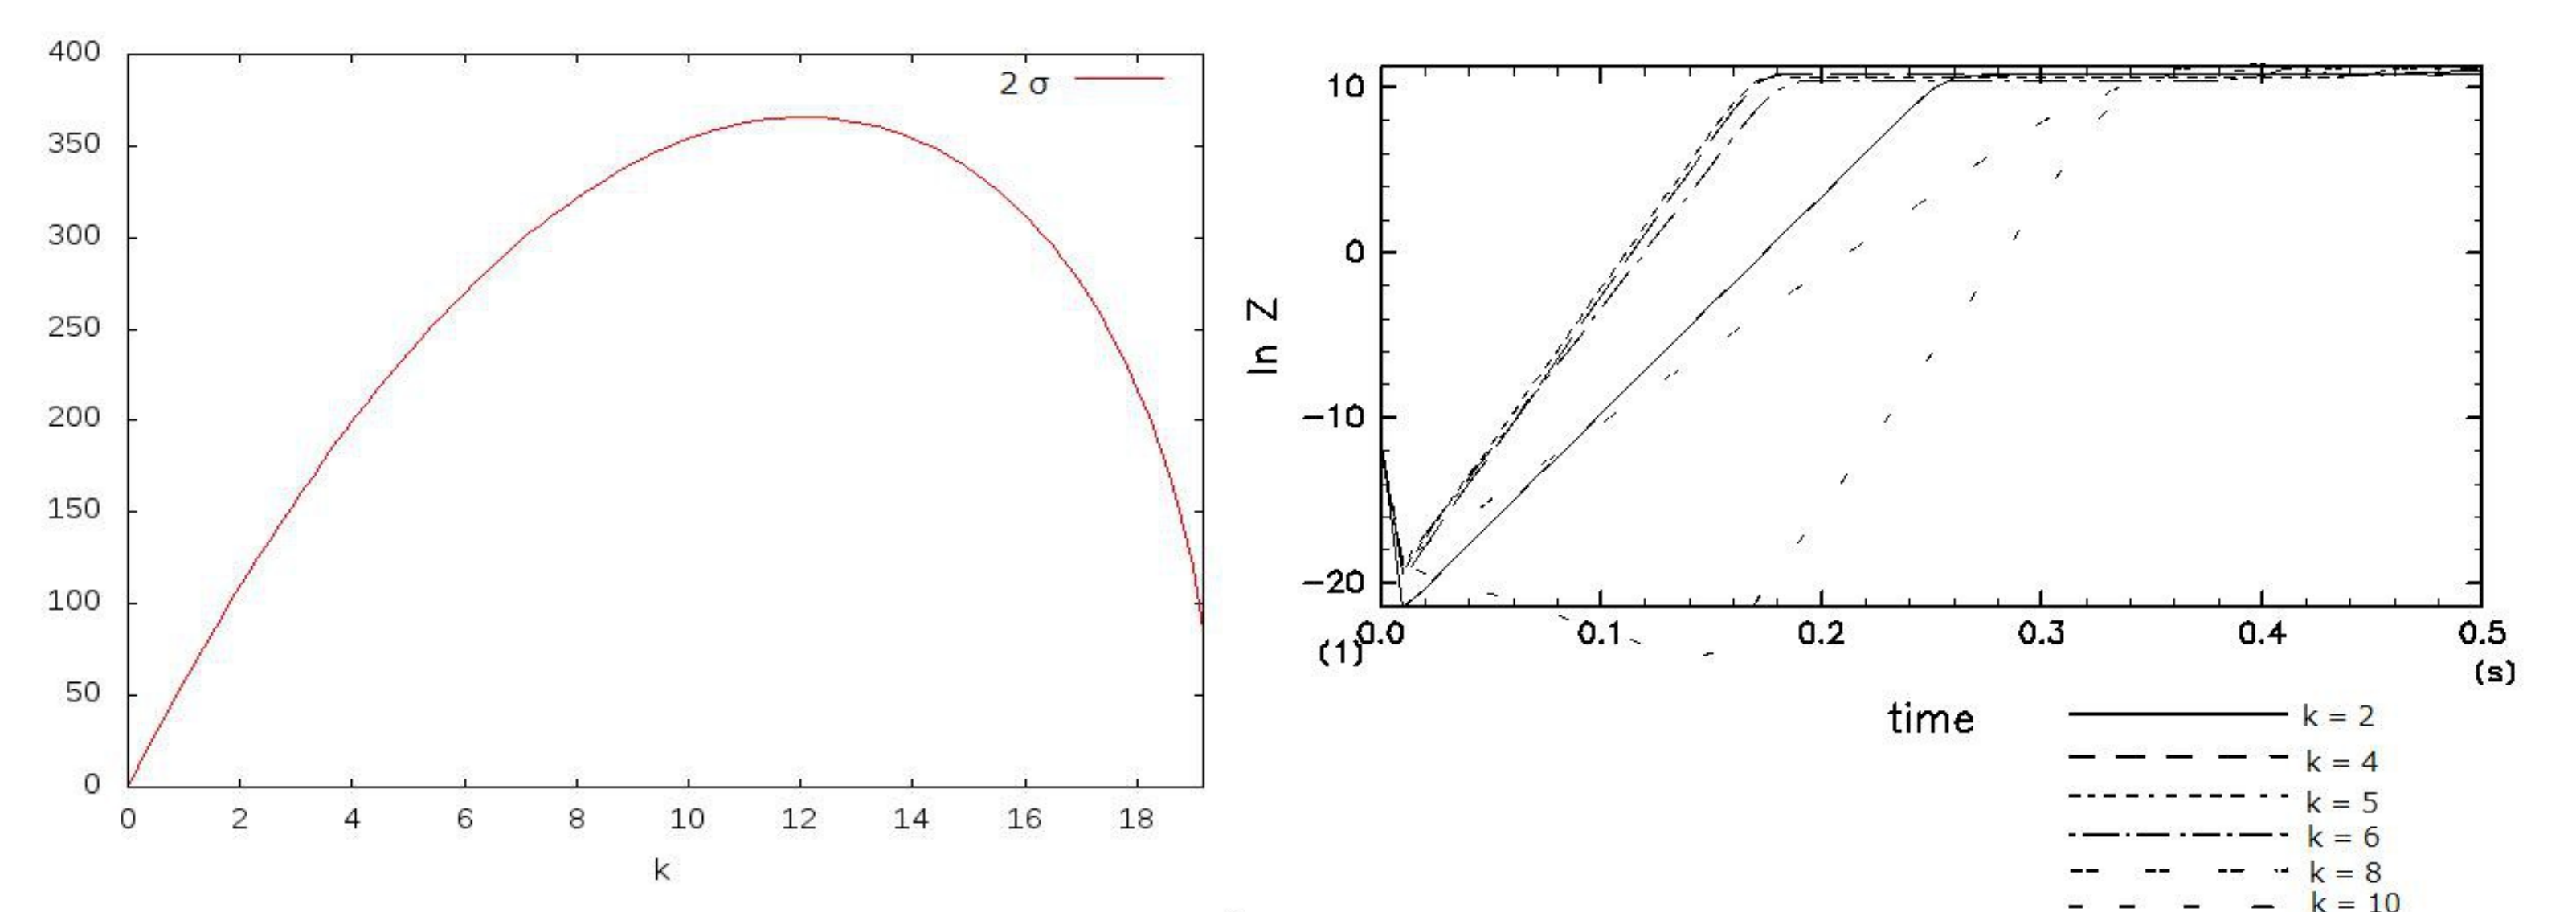 400
350
300
250
200
150
100
50
0
2 σ
0 2 4 6 8 10 12 14 16 18
k
ln Z
10
0
−10
−20
0.0 0.1 0.2 0.3 0.4 0.5
(1)
(s)
time
k = 2
k = 4
k = 5
k = 6
k = 8
k = 10